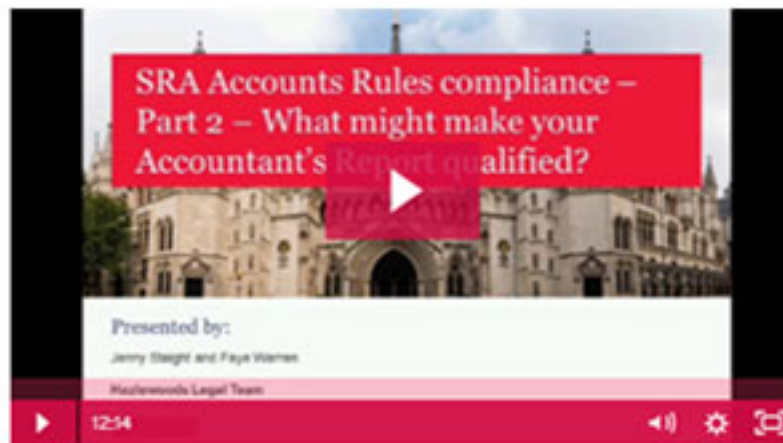 SRA Accounts Rules compliance –
Part 2 – What might make your
Accountant's Report qualified?
Presented by:
Jenny Staight and Faye Warren
Hazlewoods Legal Team
12:14